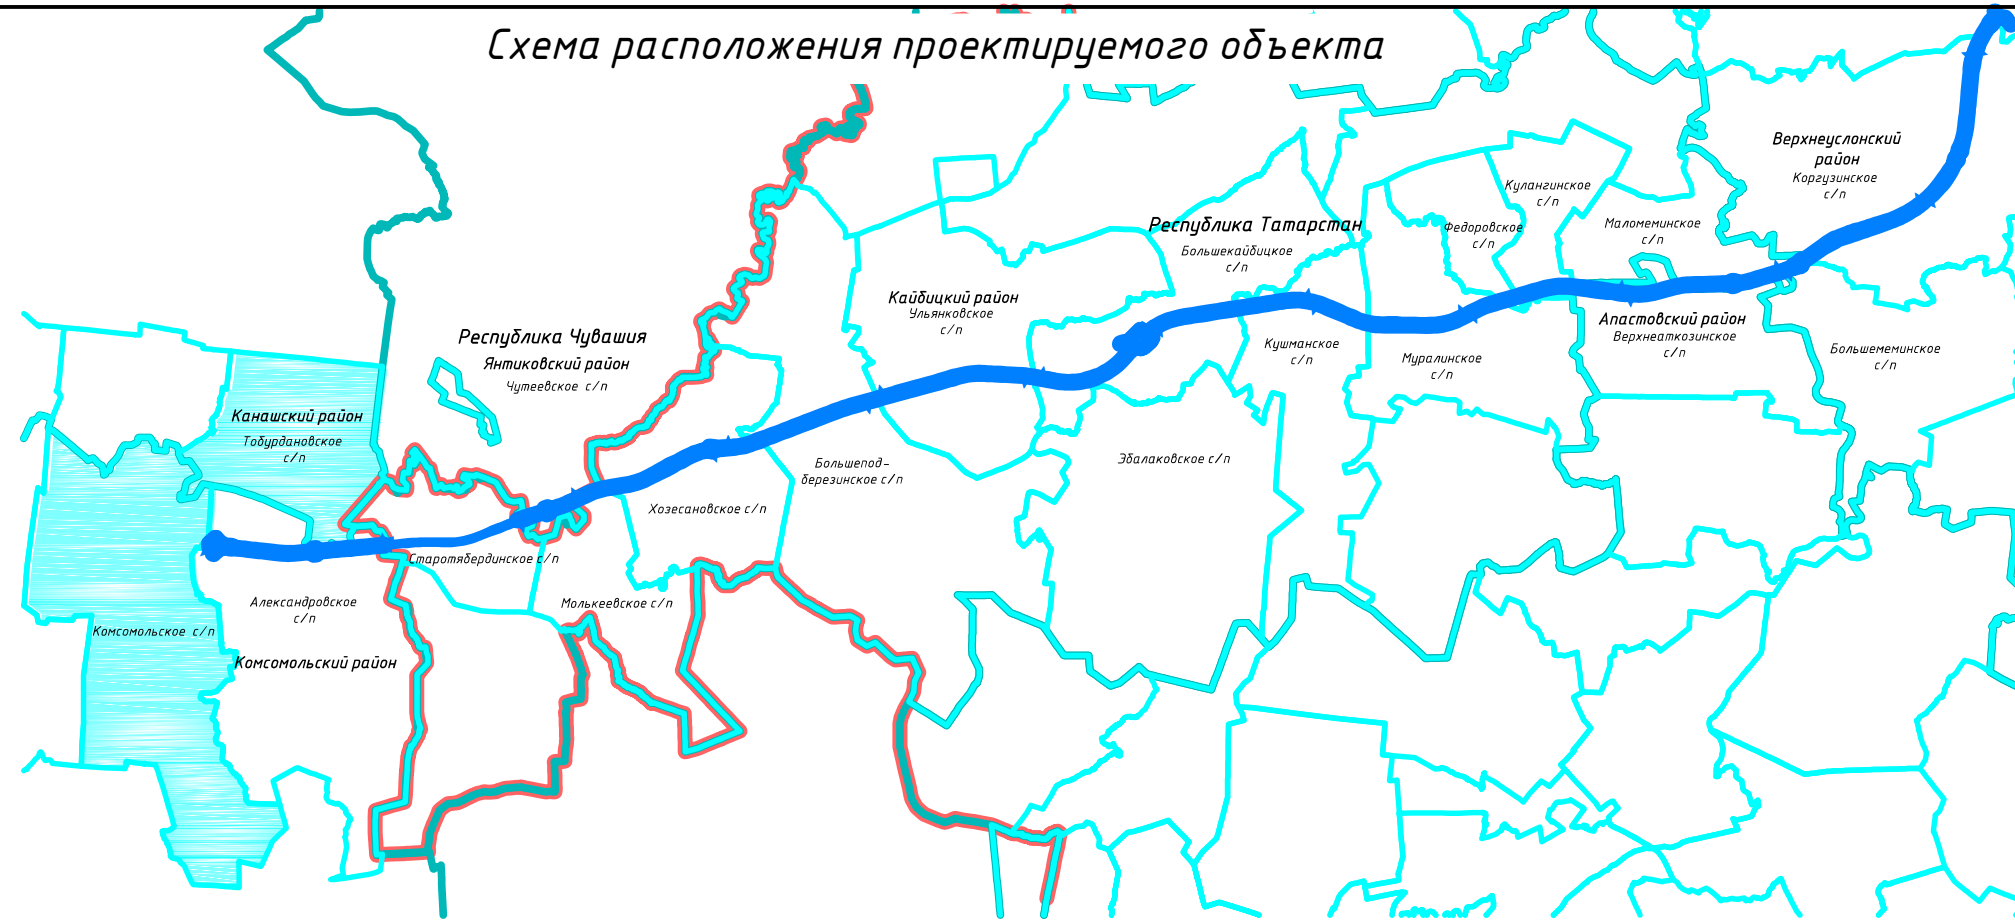 Схема расположения проектируемого объекта
Верхнеуслонский
район
Коргузинское
с/п
Кулангинское
с/п
Республика Татарстан
Большекайбицкое
с/п
Федоровское
с/п
Маломеминское
с/п
Кайбицкий район
Ульянковское
с/п
Республика Чувашия
Янтиковский район
Чутеевское с/п
Кушманское
с/п
Муралинское
с/п
Апастовский район
Верхнеаткозинское
с/п
Большемеминское
с/п
Канашский район
Тобурдановское
с/п
Большепод-
березинское с/п
Эбалаковское с/п
Хозесановское с/п
Старотябердинское с/п
Александровское
с/п
Молькеевское с/п
Комсомольское с/п
Комсомольский район